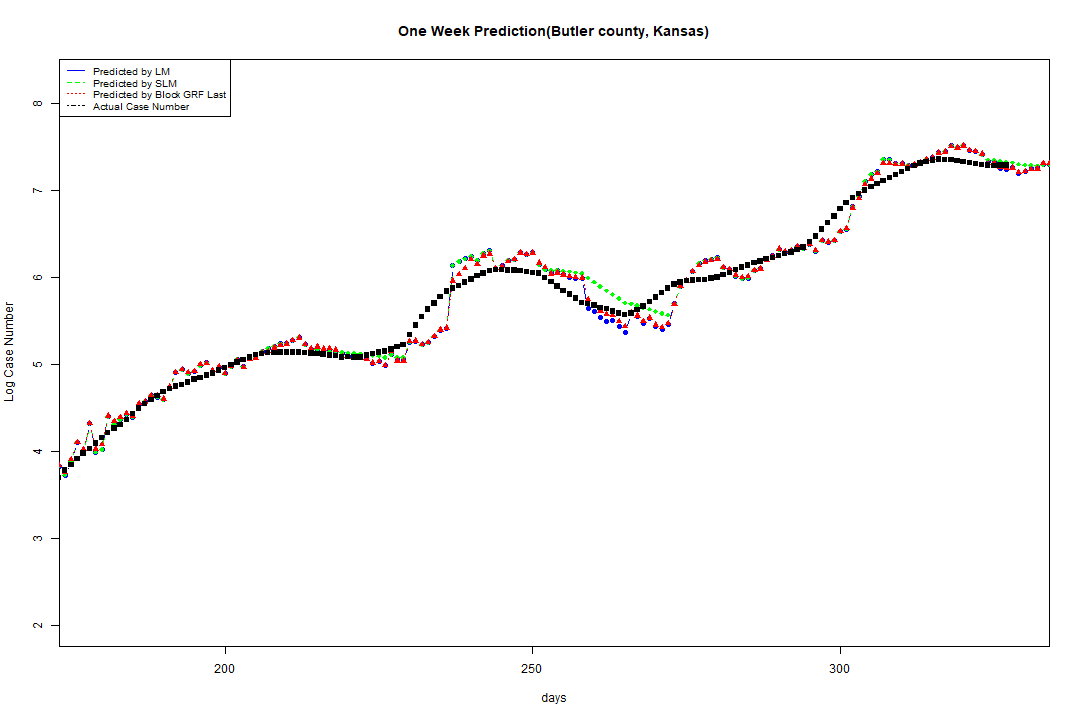 One Week Prediction(Butler county, Kansas)
Predicted by LM
Predicted by SLM
Predicted by Block GRF Last
Actual Case Number
8
7
6
5
4
3
2
Log Case Number
200 250 300
days